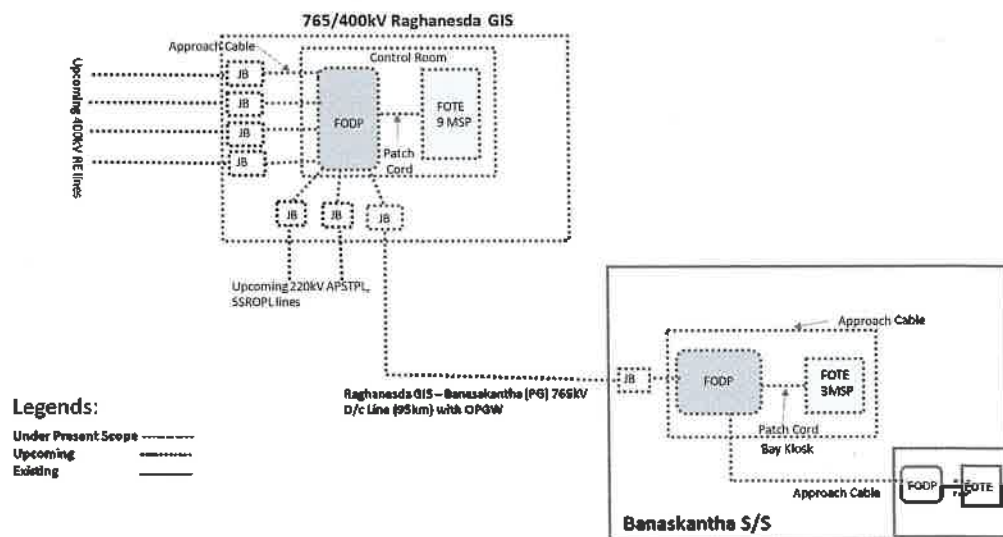 765/400kV Raghanesda GIS
Approach Cable
Control Room
Upcoming 400kV RE lines
JB
JB
JB
JB
FODP
FOTE
9 MSP
Patch
Cord
JB
JB
JB
Upcoming 220kV APSTPL,
SSROPL lines
Approach Cable
JB
FODP
FOTE
3MSP
Raghanesda GIS – Banasakantha (PG) 765kV
D/c Line (95km) with OPGW
Patch Cord
Bay Kiosk
Legends:
Under Present Scope
Upcoming
Existing
Approach Cable
FODP
FOTE
Banaskantha S/S